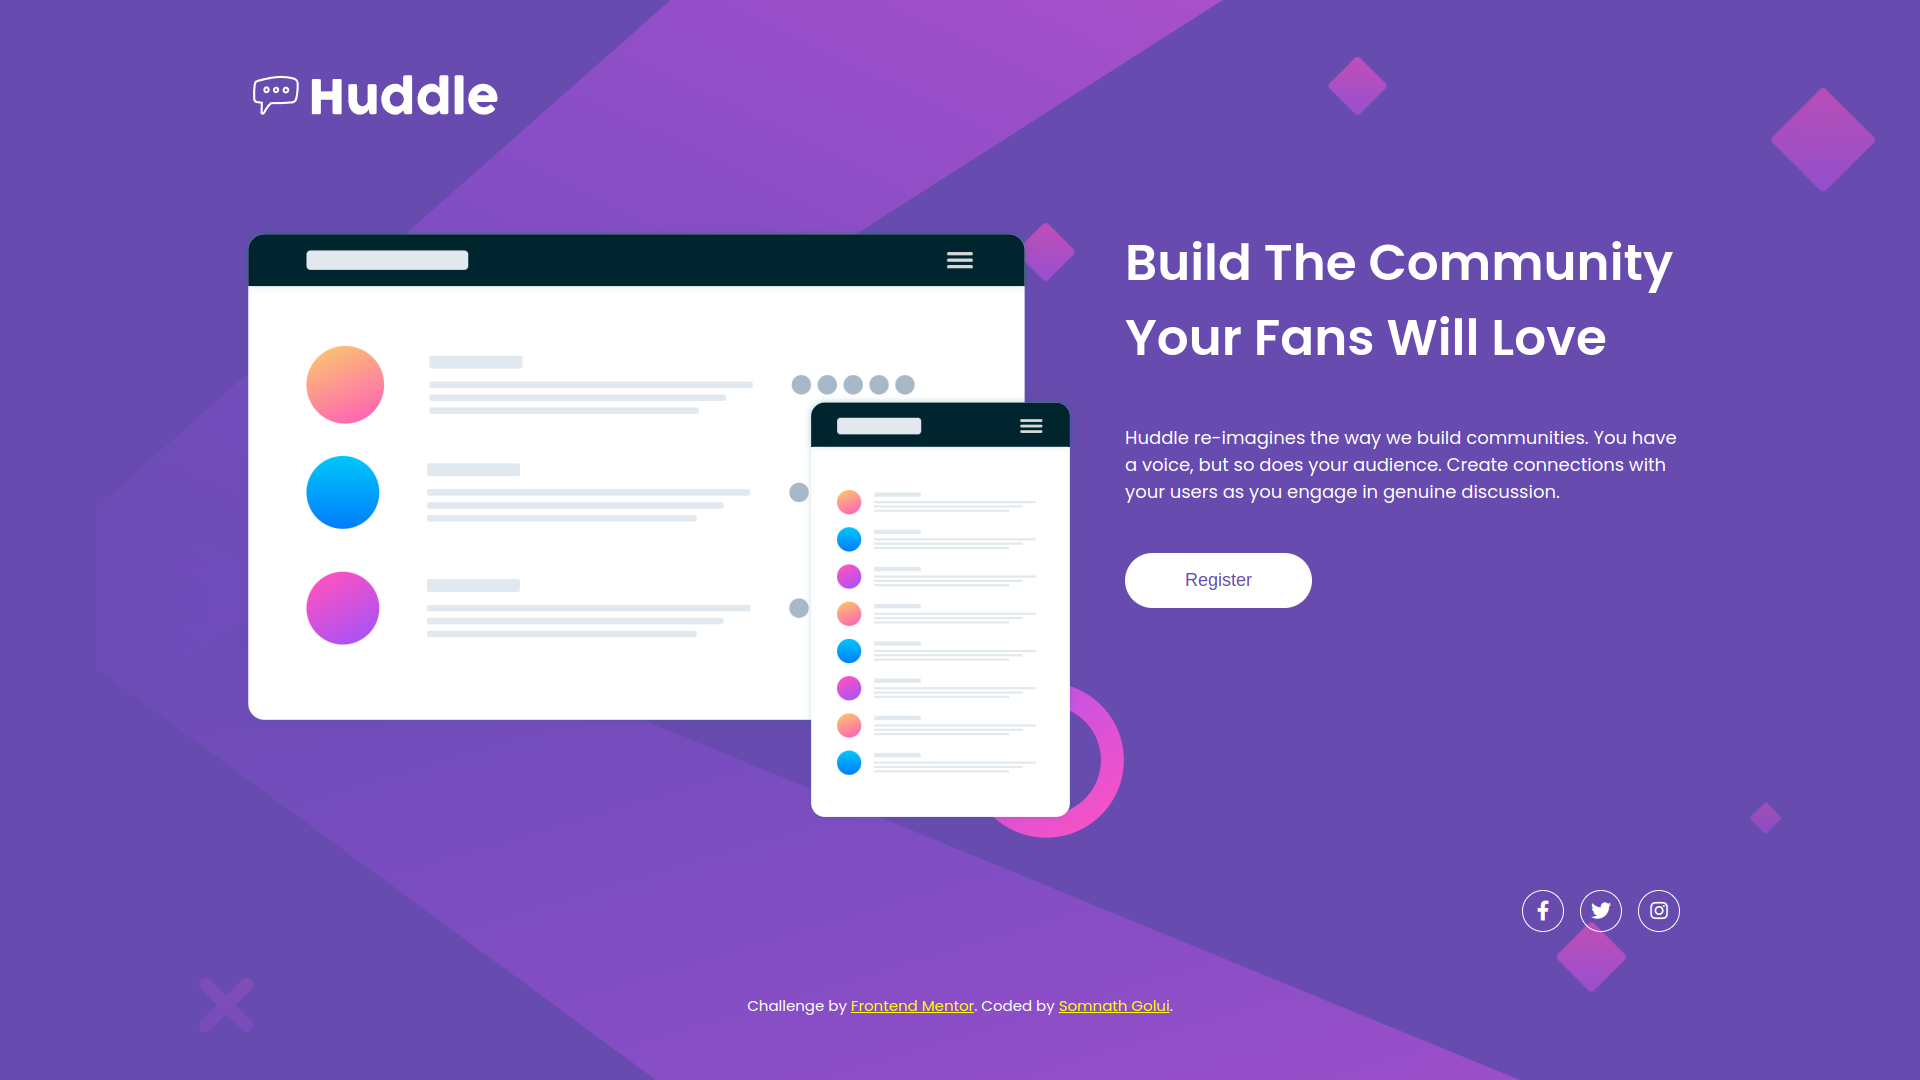 Huddle
Build The Community
Your Fans Will Love
Huddle re-imagines the way we build communities. You have
a voice, but so does your audience. Create connections with
your users as you engage in genuine discussion.
Register
Challenge by Frontend Mentor. Coded by Somnath Golui.